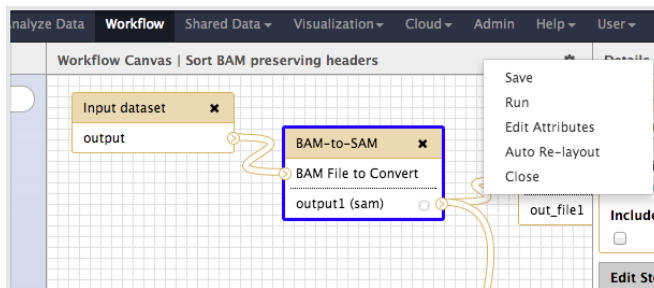 Analyze Data Workflow Shared Data Visualization Cloud Admin Help User
Workflow Canvas | Sort BAM preserving headers
Details
Save
Run
Edit Attributes
Auto Re-layout
Close
Input dataset
output
BAM-to-SAM
BAM File to Convert
output1 (sam)
out_file1
Include
Edit